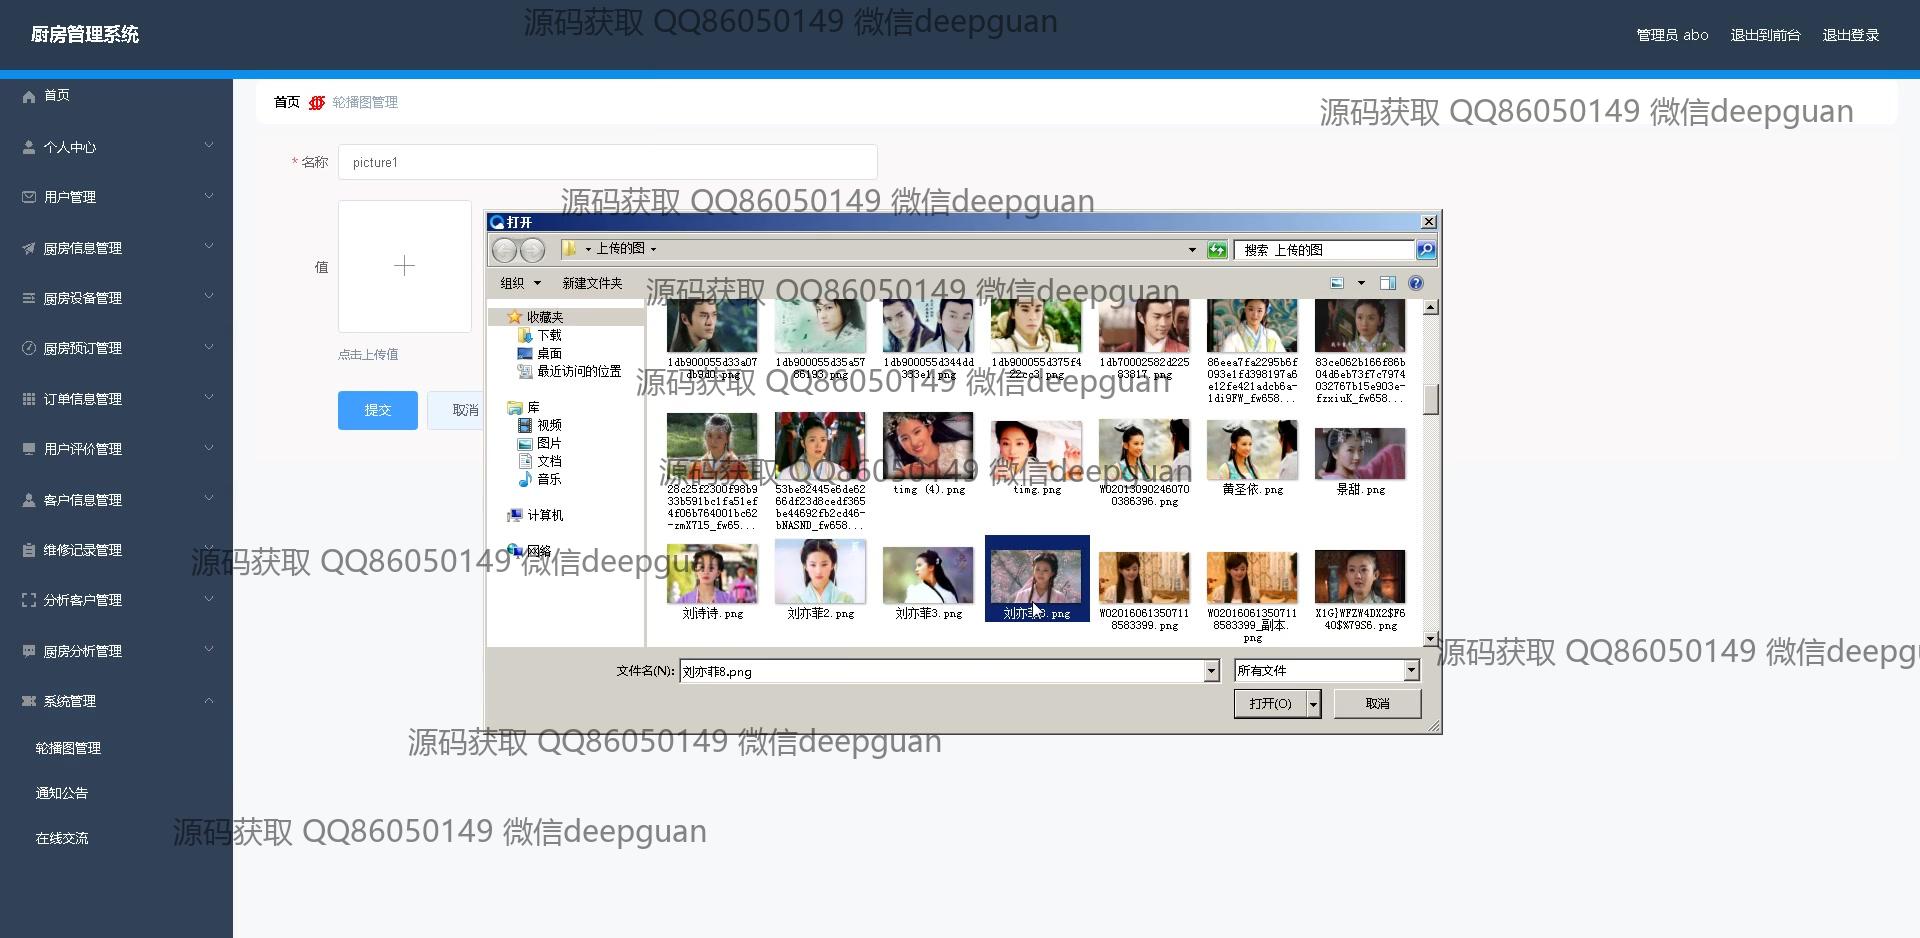 厨房管理系统
源码获取 QQ86050149 微信deepguan
管理员 abo 退出到前台 退出登录
首页
首页 轮播图管理
源码获取 QQ86050149 微信deepguan
个人中心
* 名称 picture1
用户管理
源码获取 QQ86050149 微信deepguan
打开
厨房信息管理
上传的图
搜索 上传的图
值
组织 新建文件夹
源码获取 QQ86050149 微信deepguan
厨房设备管理
收藏夹
下载
桌面
最近访问的位置
厨房预订管理
点击上传值
源码获取 QQ86050149 微信deepguan
订单信息管理
提交 取消
库
视频
图片
文档
音乐
用户评价管理
源码获取 QQ86050149 微信deepguan
timg (4).png
timg.png
W020130902460700386396.png
黄圣依.png
景甜.png
客户信息管理
计算机
维修记录管理
网络
源码获取 QQ86050149 微信deepguan
分析客户管理
刘诗诗.png
刘亦菲2.png
刘亦菲3.png
刘亦菲8.png
W020160613507118583399.png
W020160613507118583399_副本.png
X1G}WFZW4DX2$F640$%79S6.png
厨房分析管理
源码获取 QQ86050149 微信deepgu
文件名(N): 刘亦菲8.png 所有文件
系统管理
打开(O) 取消
轮播图管理
源码获取 QQ86050149 微信deepguan
通知公告
在线交流
源码获取 QQ86050149 微信deepguan